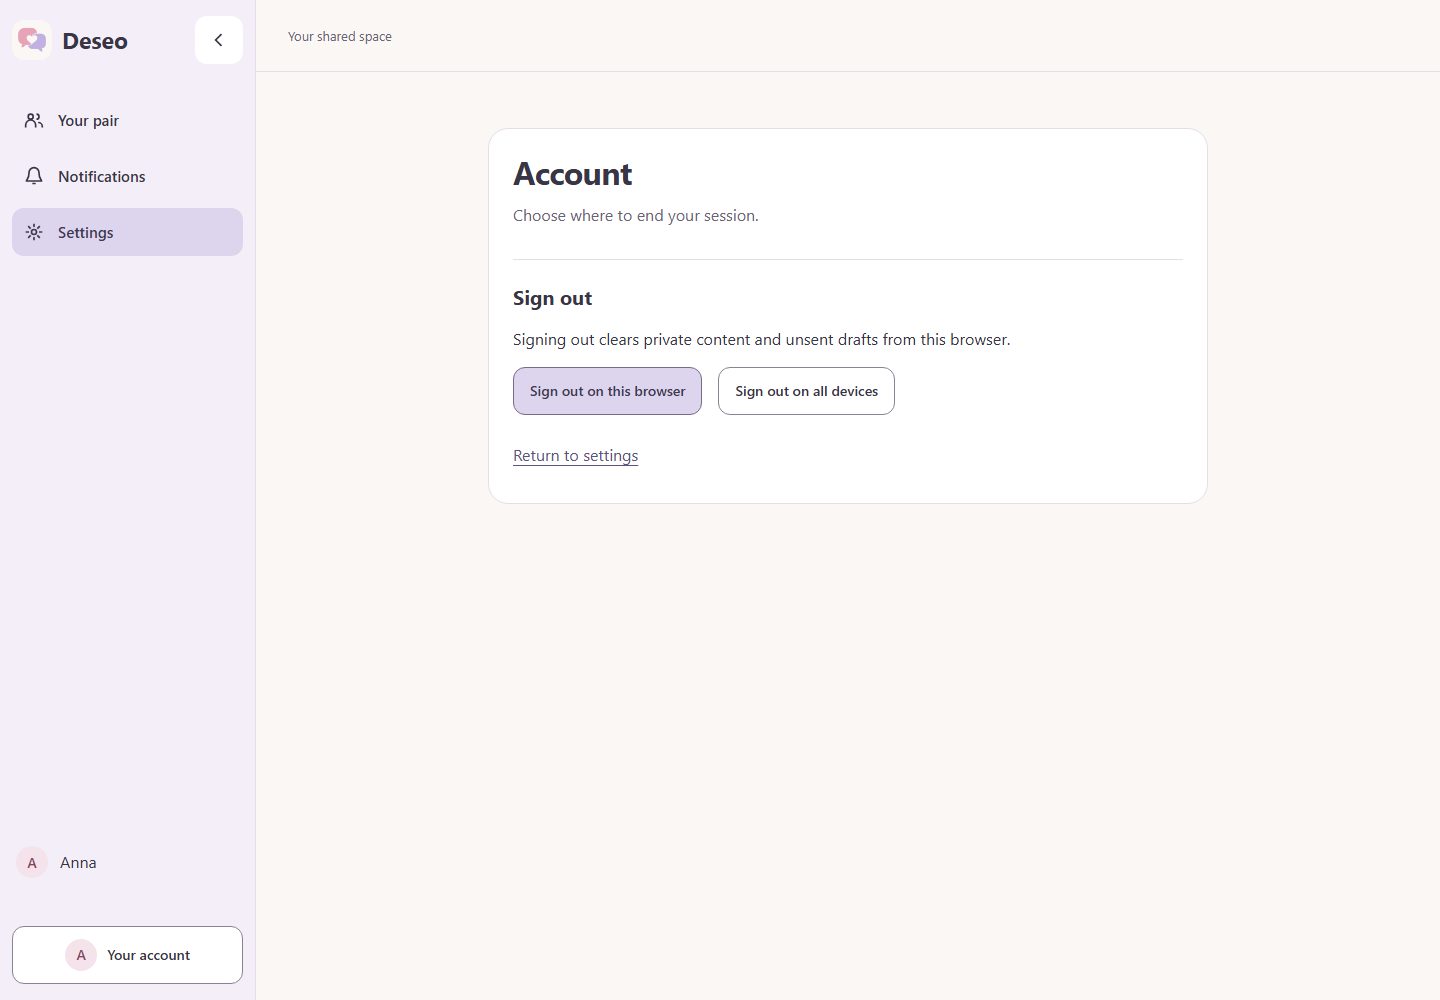 Deseo
Your pair
Notifications
Settings
A Anna
A Your account
Your shared space
Account
Choose where to end your session.
Sign out
Signing out clears private content and unsent drafts from this browser.
Sign out on this browser
Sign out on all devices
Return to settings